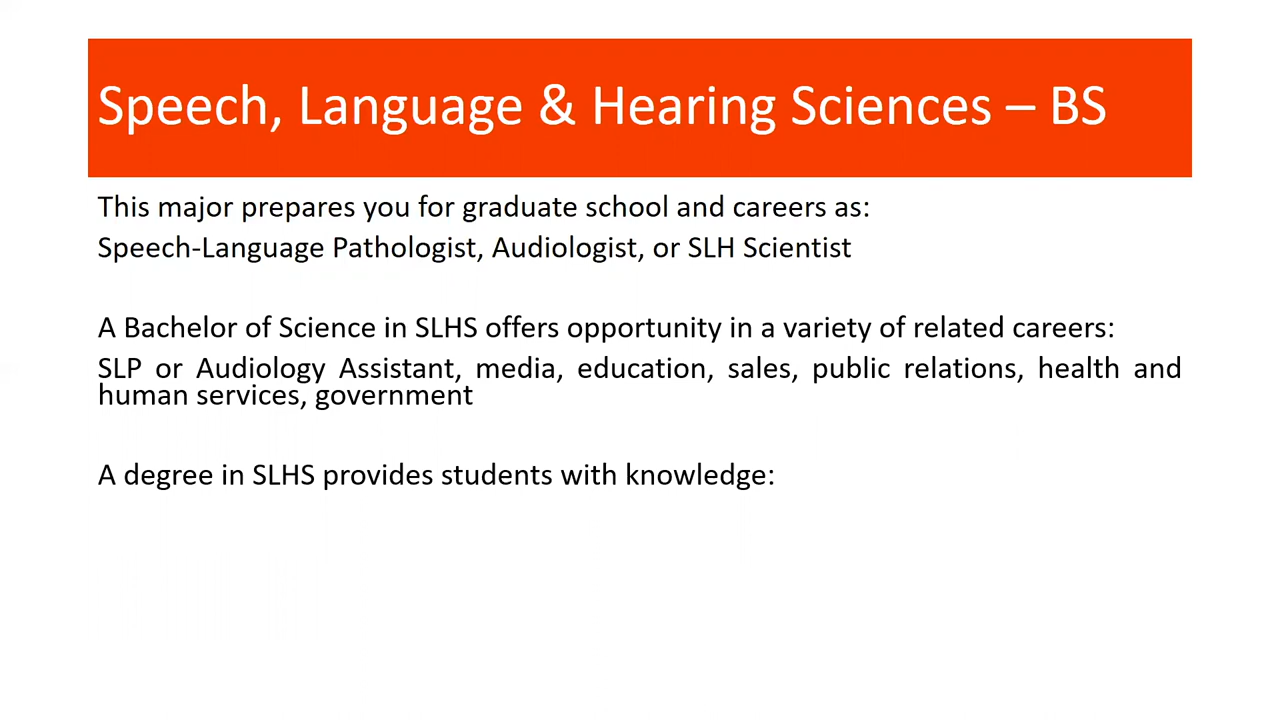 Speech, Language & Hearing Sciences – BS
This major prepares you for graduate school and careers as:
Speech-Language Pathologist, Audiologist, or SLH Scientist
A Bachelor of Science in SLHS offers opportunity in a variety of related careers:
SLP or Audiology Assistant, media, education, sales, public relations, health and
human services, government
A degree in SLHS provides students with knowledge: